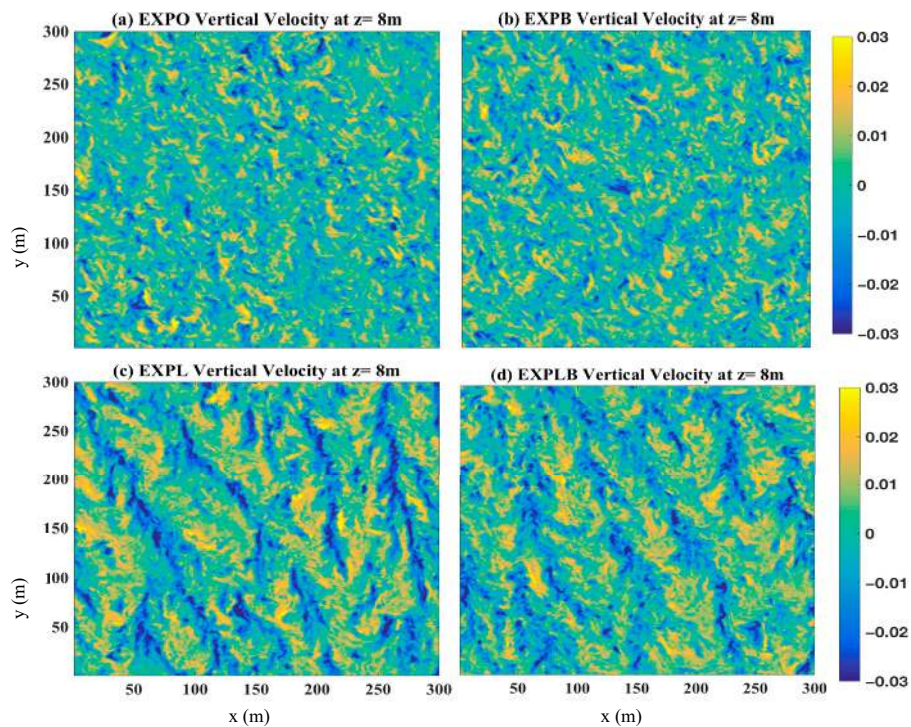 (a) EXPO Vertical Velocity at z= 8m
(b) EXPB Vertical Velocity at z= 8m
300
250
200
150
100
50
y (m)
0.03
0.02
0.01
0
−0.01
−0.02
−0.03
(c) EXPL Vertical Velocity at z= 8m
(d) EXPLB Vertical Velocity at z= 8m
300
250
200
150
100
50
y (m)
0.03
0.02
0.01
0
−0.01
−0.02
−0.03
50 100 150 200 250 300
50 100 150 200 250 300
x (m)
x (m)